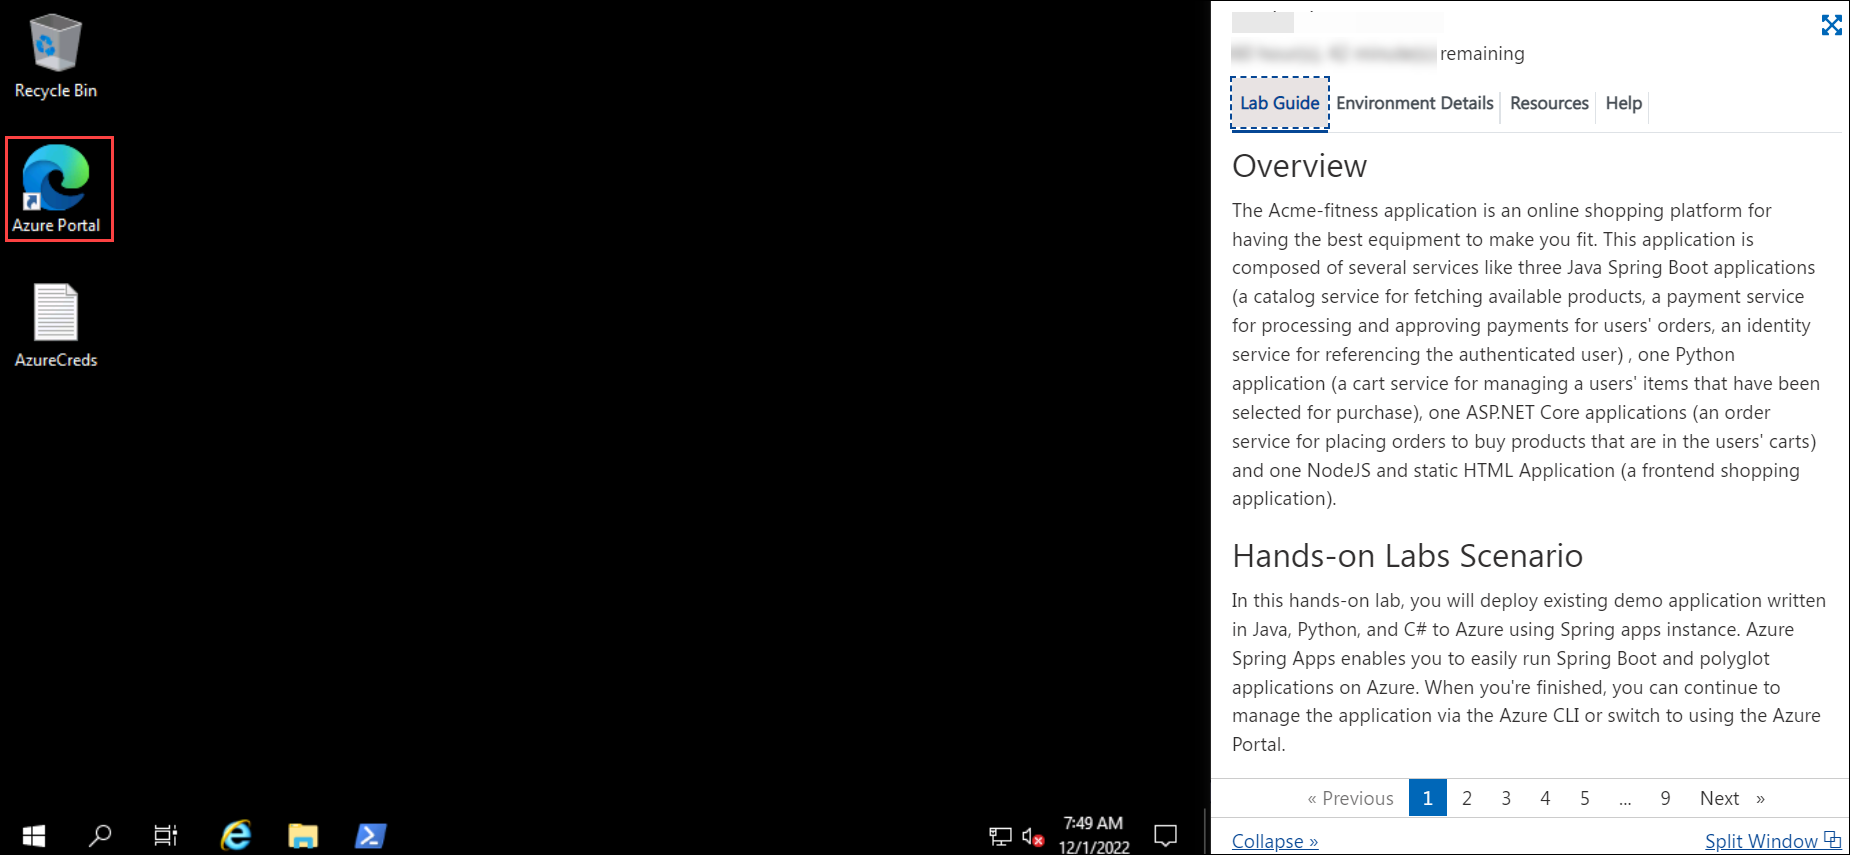 Recycle Bin
Azure Portal
AzureCreds
7:49 AM
12/1/2022
remaining
Lab Guide
Environment Details
Resources
Help
Overview
The Acme-fitness application is an online shopping platform for
having the best equipment to make you fit. This application is
composed of several services like three Java Spring Boot applications
(a catalog service for fetching available products, a payment service
for processing and approving payments for users' orders, an identity
service for referencing the authenticated user) , one Python
application (a cart service for managing a users' items that have been
selected for purchase), one ASP.NET Core applications (an order
service for placing orders to buy products that are in the users' carts)
and one NodeJS and static HTML Application (a frontend shopping
application).
Hands-on Labs Scenario
In this hands-on lab, you will deploy existing demo application written
in Java, Python, and C# to Azure using Spring apps instance. Azure
Spring Apps enables you to easily run Spring Boot and polyglot
applications on Azure. When you're finished, you can continue to
manage the application via the Azure CLI or switch to using the Azure
Portal.
« Previous 1 2 3 4 5 ... 9 Next »
Collapse »
Split Window